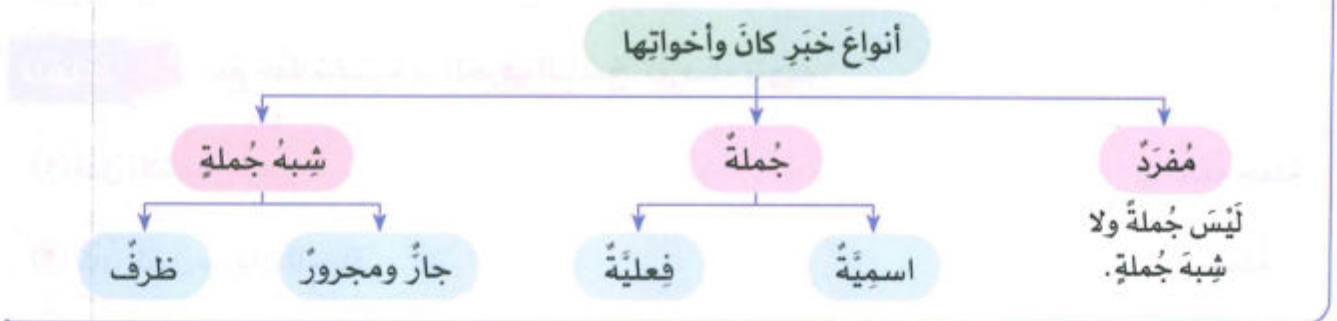 أنواعَ خبَرِ كانَ وأخواتِها
مُفرَدٌ
جُملةٌ
شِبهُ جُملةٍ
لَيْسَ جُملةً ولا
شِبهَ جُملةٍ.
اسمِيَّةٌ
فِعليَّةٌ
جارٌّ ومجرورٌ
ظرفٌ